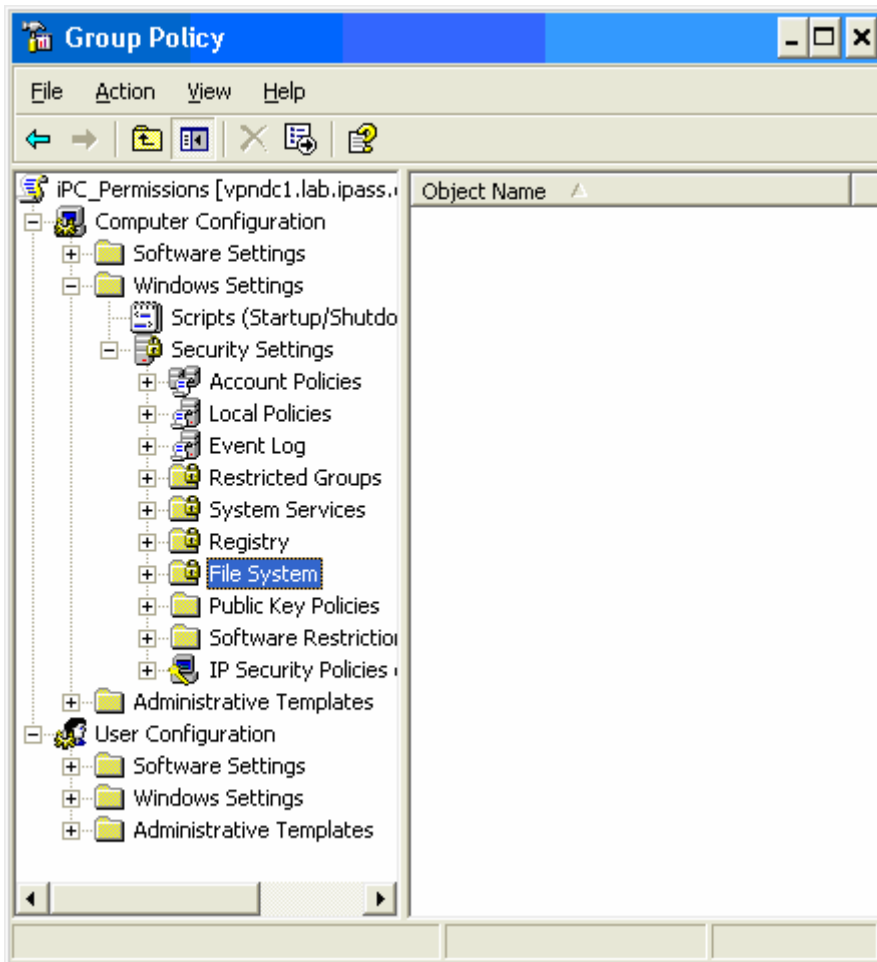 Group Policy
File Action View Help
iPC_Permissions [vpndc1.lab.ipass.
Object Name
Computer Configuration
Software Settings
Windows Settings
Scripts (Startup/Shutdo
Security Settings
Account Policies
Local Policies
Event Log
Restricted Groups
System Services
Registry
File System
Public Key Policies
Software Restriction
IP Security Policies
Administrative Templates
User Configuration
Software Settings
Windows Settings
Administrative Templates